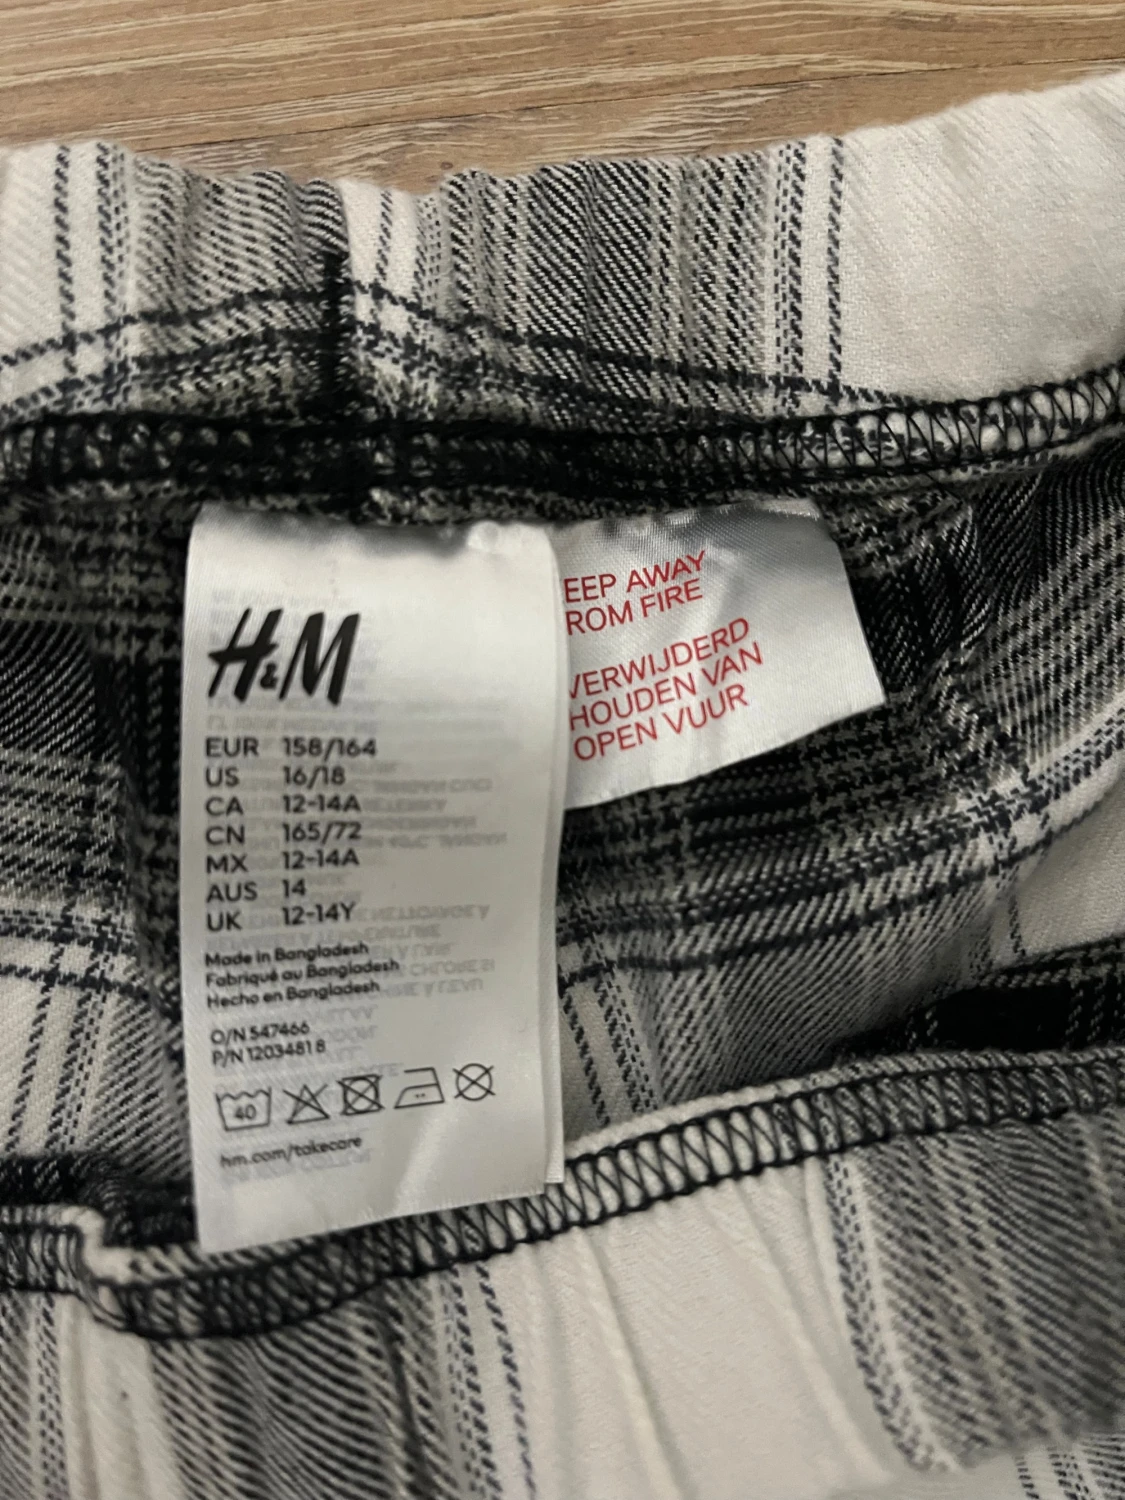 H&M
EUR 158/164
US 16/18
CA 12-14A
CN 165/72
MX 12-14A
AUS 14
UK 12-14Y
Made in Bangladesh
Fabriqué au Bangladesh
Hecho en Bangladesh
O/N 547466
P/N 1203481 8
40
hm.com/takecare
EEP AWAY
ROM FIRE
VERWIJDERD
HOUDEN VAN
OPEN VUUR